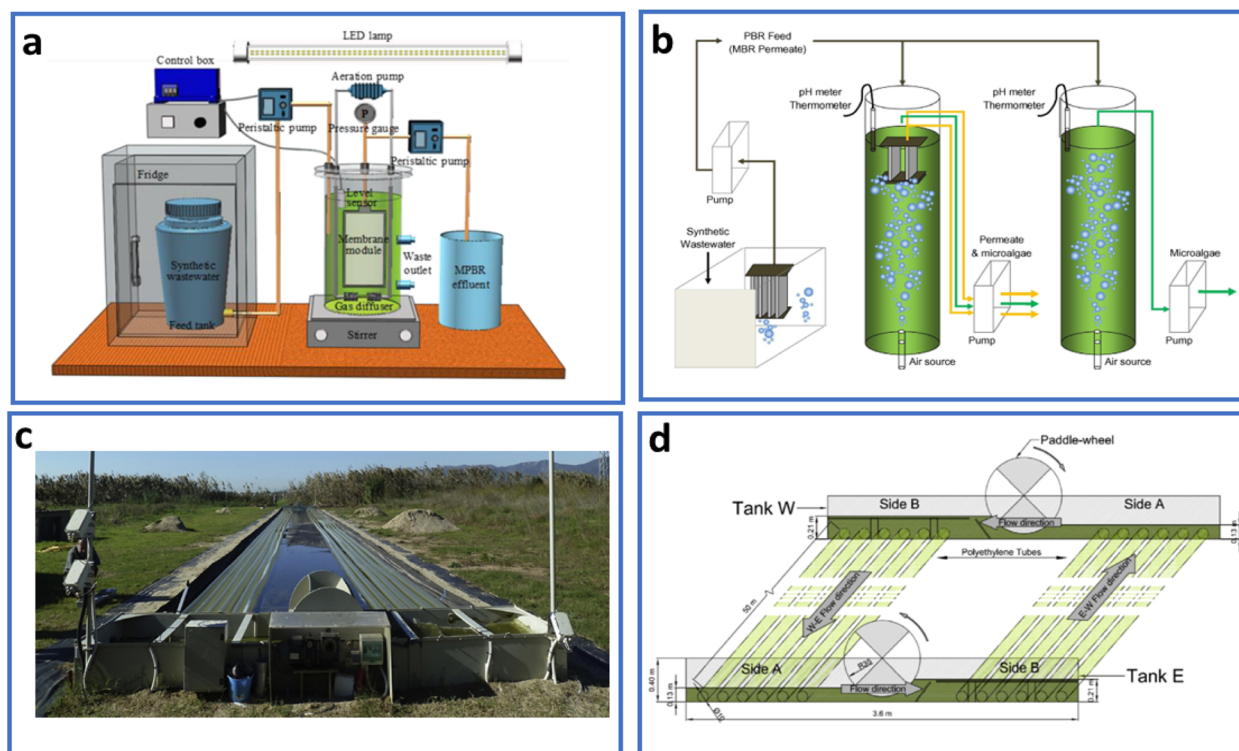 a
LED lamp
Control box
Aeration pump
P
Peristaltic pump
Pressure gauge
Peristaltic pump
Fridge
Level
sensor
Membrane
module
Synthetic
wastewater
Waste
outlet
MPBR
effluent
Feed tank
Gas diffuser
Stirrer
b
PBR Feed
(MBR Permeate)
pH meter
Thermometer
pH meter
Thermometer
Pump
Synthetic
Wastewater
Permeate
& microalgae
Microalgae
Pump
Pump
Air source
Air source
c
d
Paddle-wheel
Tank W
Side B
Side A
Flow direction
0.21 m
0.13 m
Polyethylene Tubes
50 m
W-E Flow direction
E-W Flow direction
Side A
R30
Side B
Tank E
0.40 m
0.13 m
Flow direction
0.21 m
Ø10
3.6 m